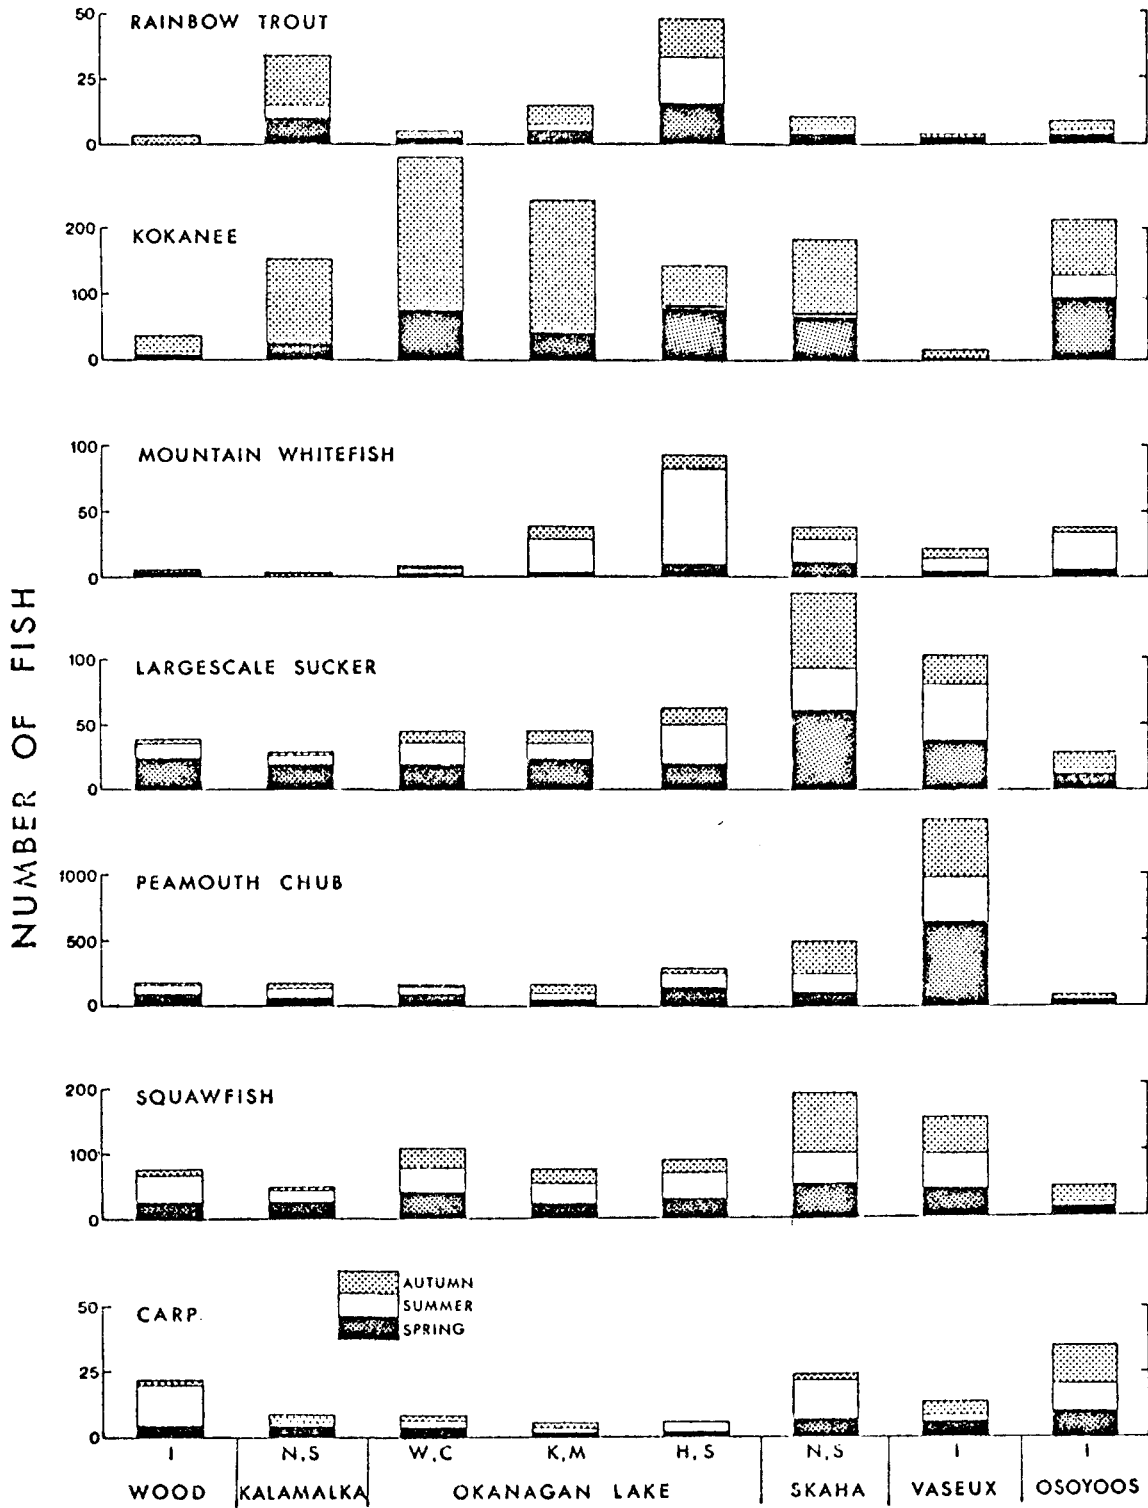 50
RAINBOW TROUT
25
0
200
KOKANEE
100
0
100
MOUNTAIN WHITEFISH
50
0
100
LARGESCALE SUCKER
50
0
1000
PEAMOUTH CHUB
500
0
200
SQUAWFISH
100
0
50
CARP.
25
0
AUTUMN
SUMMER
SPRING
NUMBER OF FISH
I N,S W,C K,M H,S N,S I I
WOOD KALAMALKA OKANAGAN LAKE SKAHA VASEUX OSOYOOS